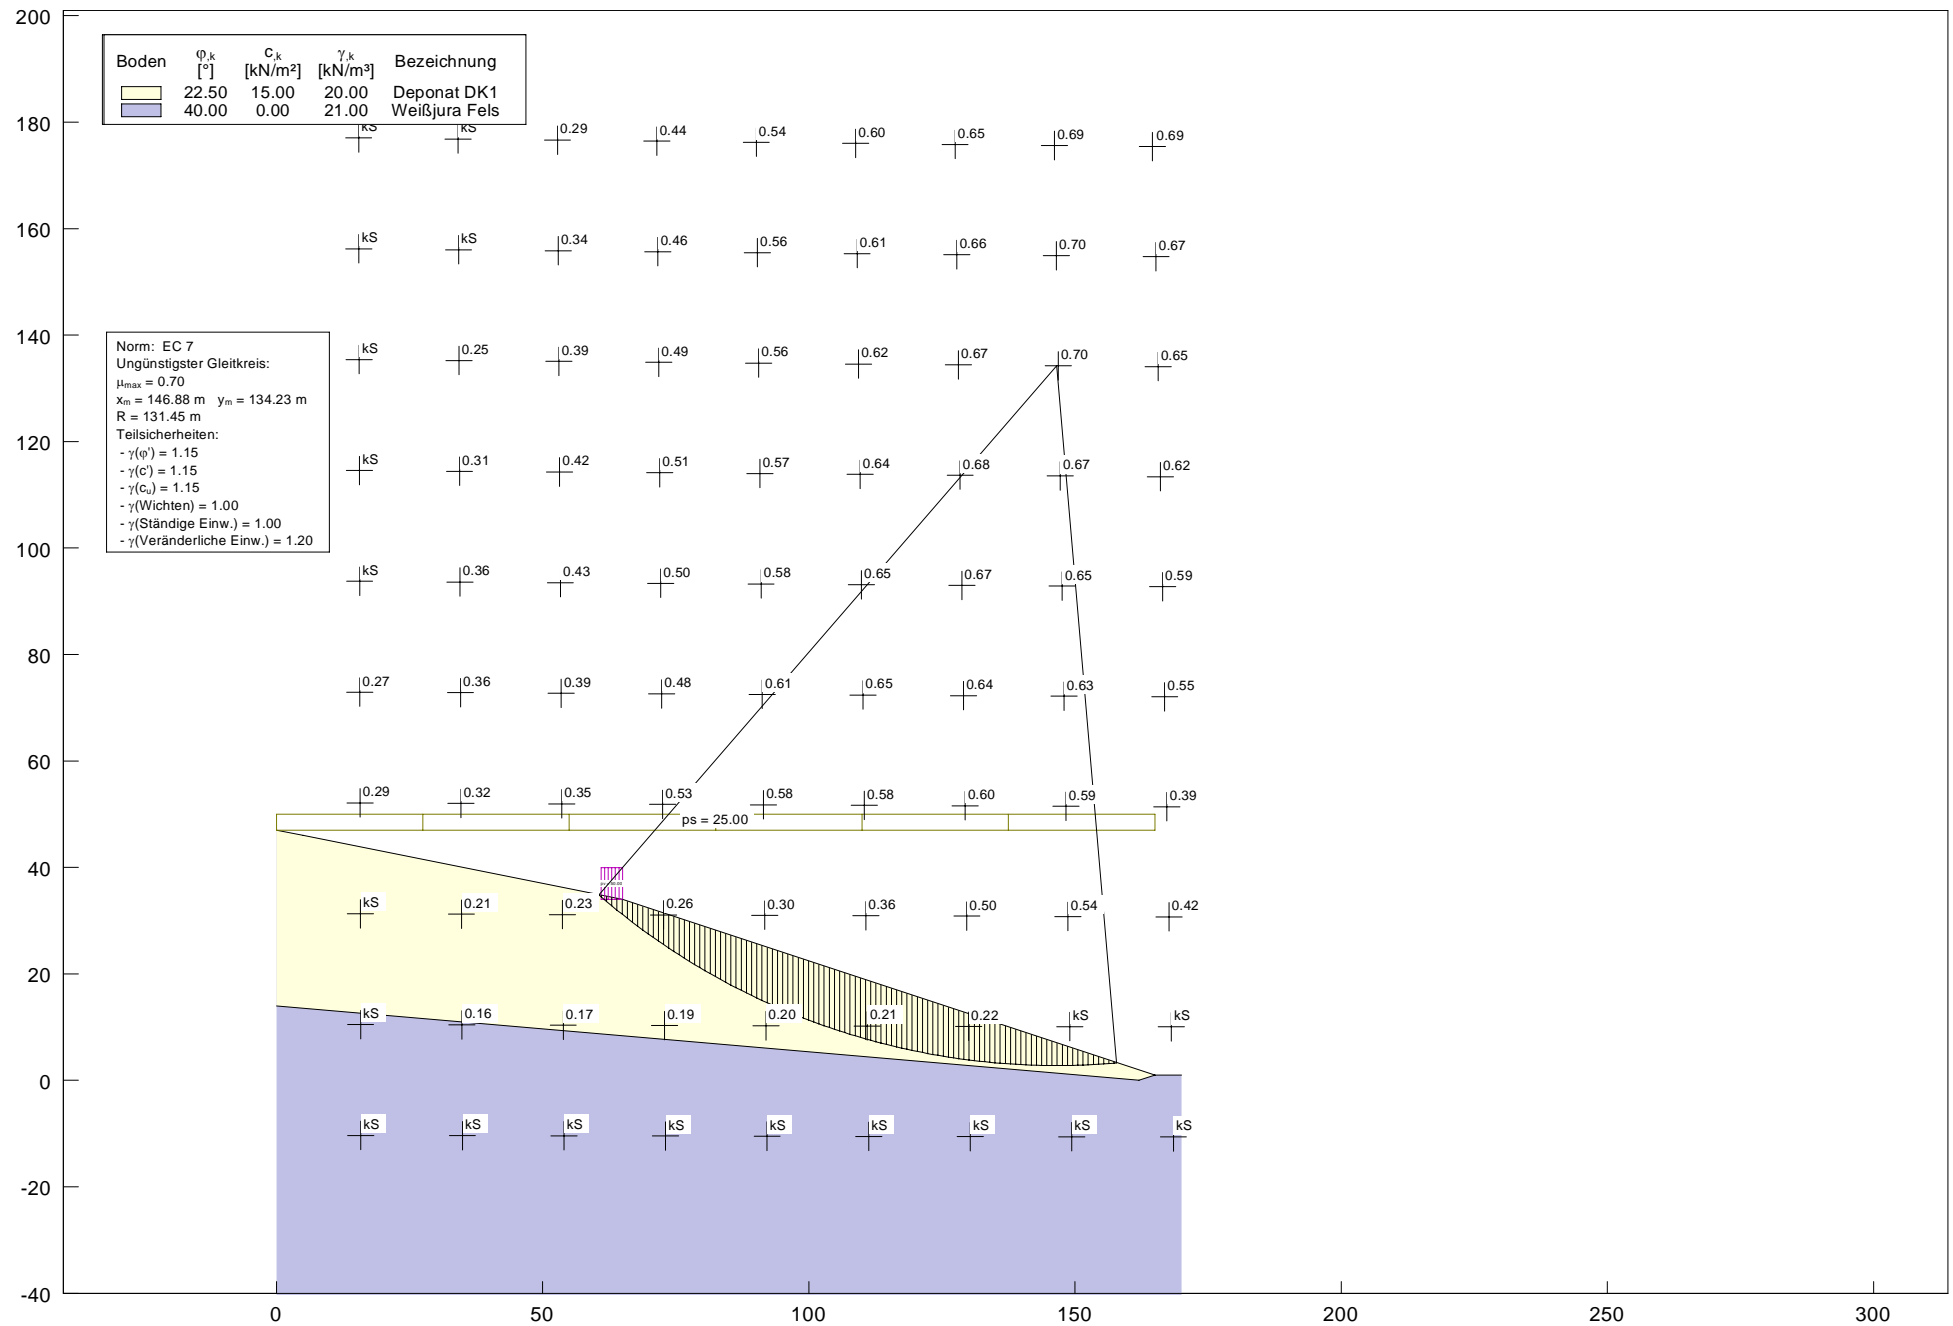 200
180
160
140
120
100
80
60
40
20
0
-20
-40
Boden φ,k c,k γ,k Bezeichnung
[°] [kN/m²] [kN/m³]
22.50 15.00 20.00 Deponat DK1
40.00 0.00 21.00 Weißjura Fels
kS kS 0.29 0.44 0.54 0.60 0.65 0.69 0.69
kS kS 0.34 0.46 0.56 0.61 0.66 0.70 0.67
Norm: EC 7
Ungünstigster Gleitkreis:
μmax = 0.70
xm = 146.88 m ym = 134.23 m
R = 131.45 m
Teilsicherheiten:
- γ(φ') = 1.15
- γ(c') = 1.15
- γ(cu) = 1.15
- γ(Wichten) = 1.00
- γ(Ständige Einw.) = 1.00
- γ(Veränderliche Einw.) = 1.20
kS 0.25 0.39 0.49 0.56 0.62 0.67 0.70 0.65
kS 0.31 0.42 0.51 0.57 0.64 0.68 0.67 0.62
kS 0.36 0.43 0.50 0.58 0.65 0.67 0.65 0.59
0.27 0.36 0.39 0.48 0.61 0.65 0.64 0.63 0.55
0.29 0.32 0.35 0.53 0.58 0.58 0.60 0.59 0.39
ps = 25.00
kS 0.21 0.23 0.26 0.30 0.36 0.50 0.54 0.42
kS 0.16 0.17 0.19 0.20 0.21 0.22 kS kS
kS kS kS kS kS kS kS kS kS
0 50 100 150 200 250 300